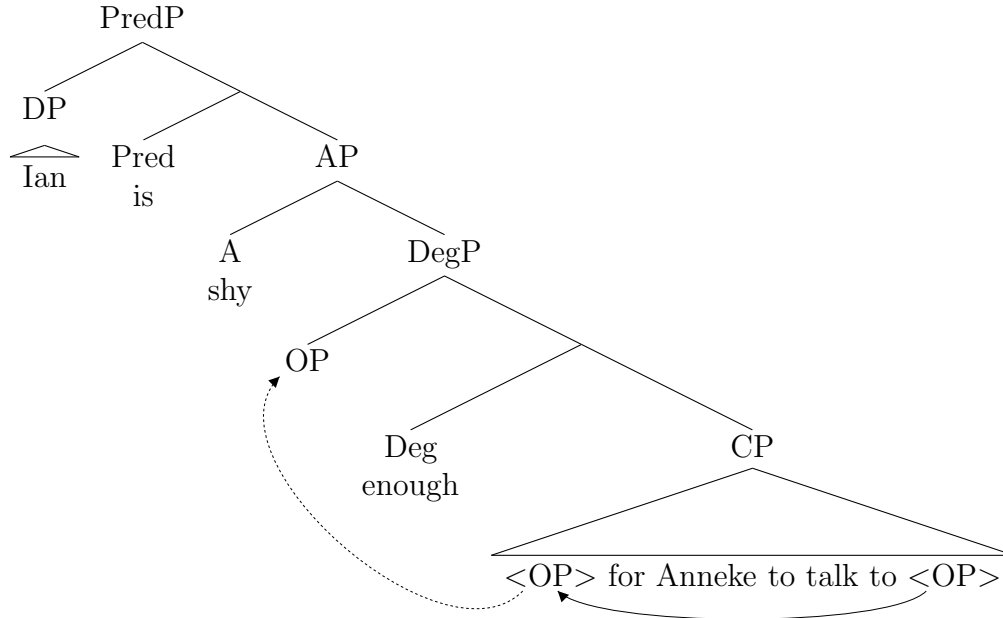 PredP
DP
Ian
Pred
is
AP
A
shy
DegP
OP
Deg
enough
CP
<OP> for Anneke to talk to <OP>